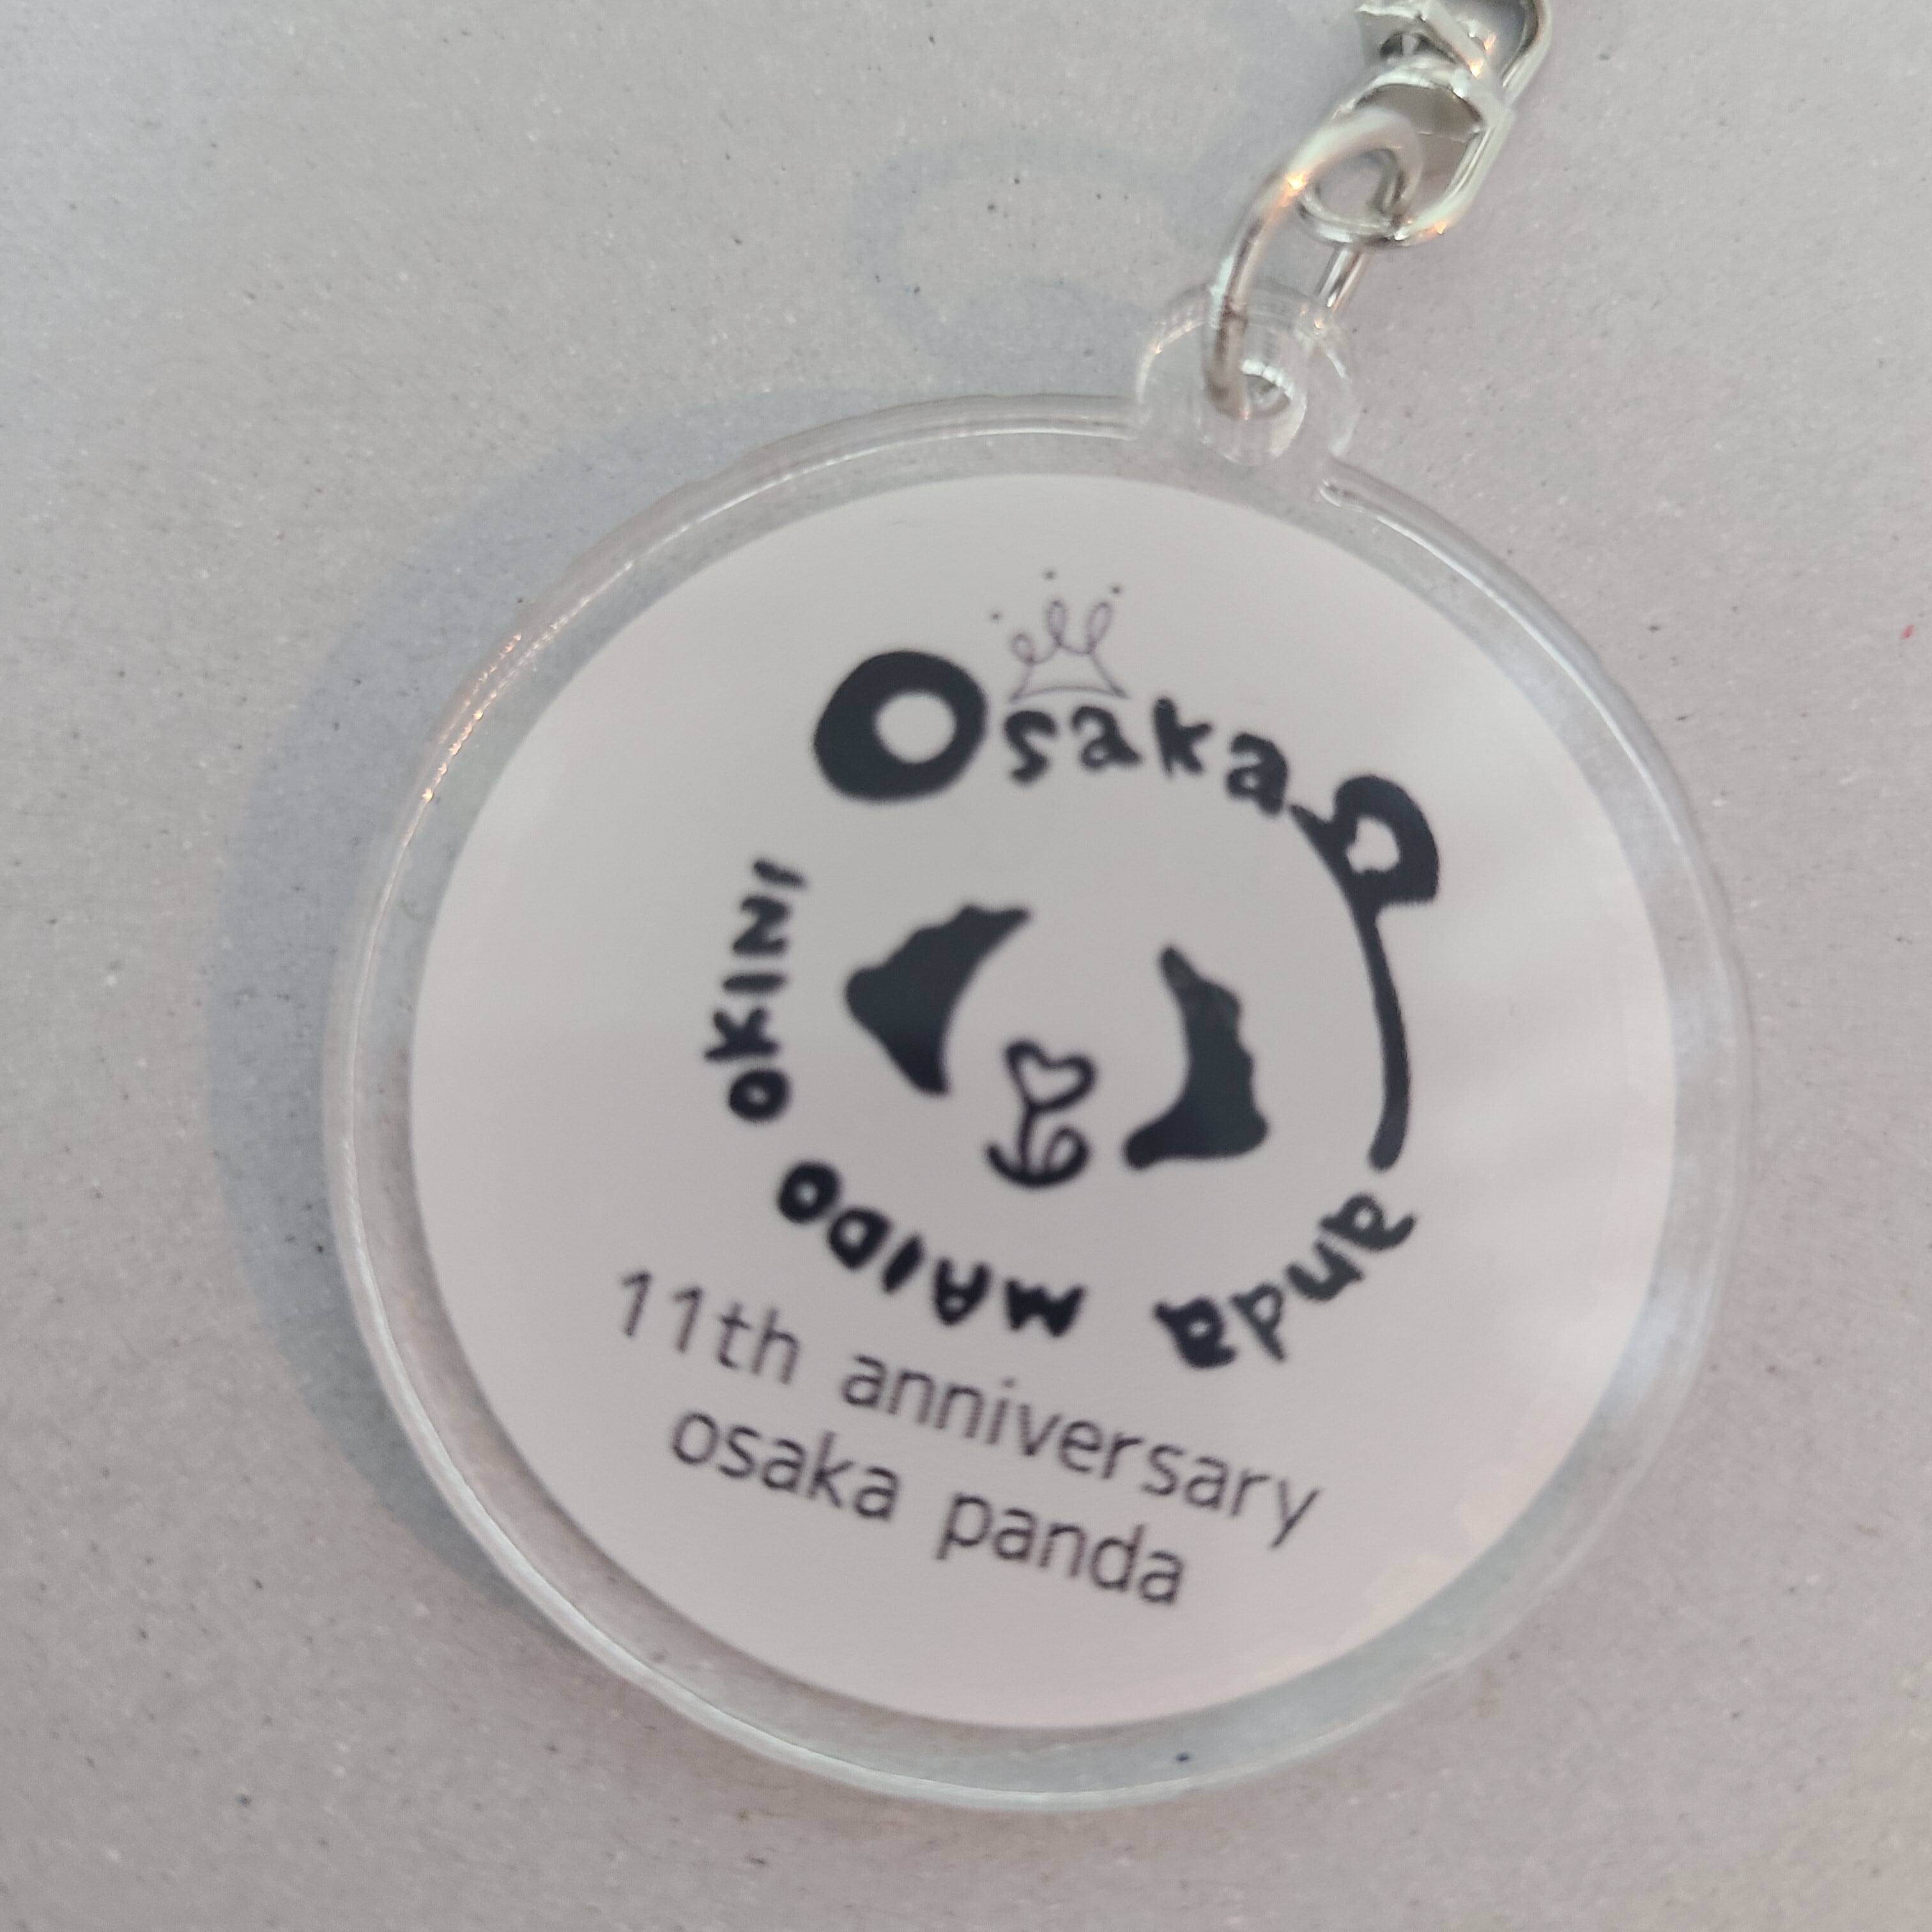 Osaka Panda
MAIDO OKINI
11th anniversary
osaka panda